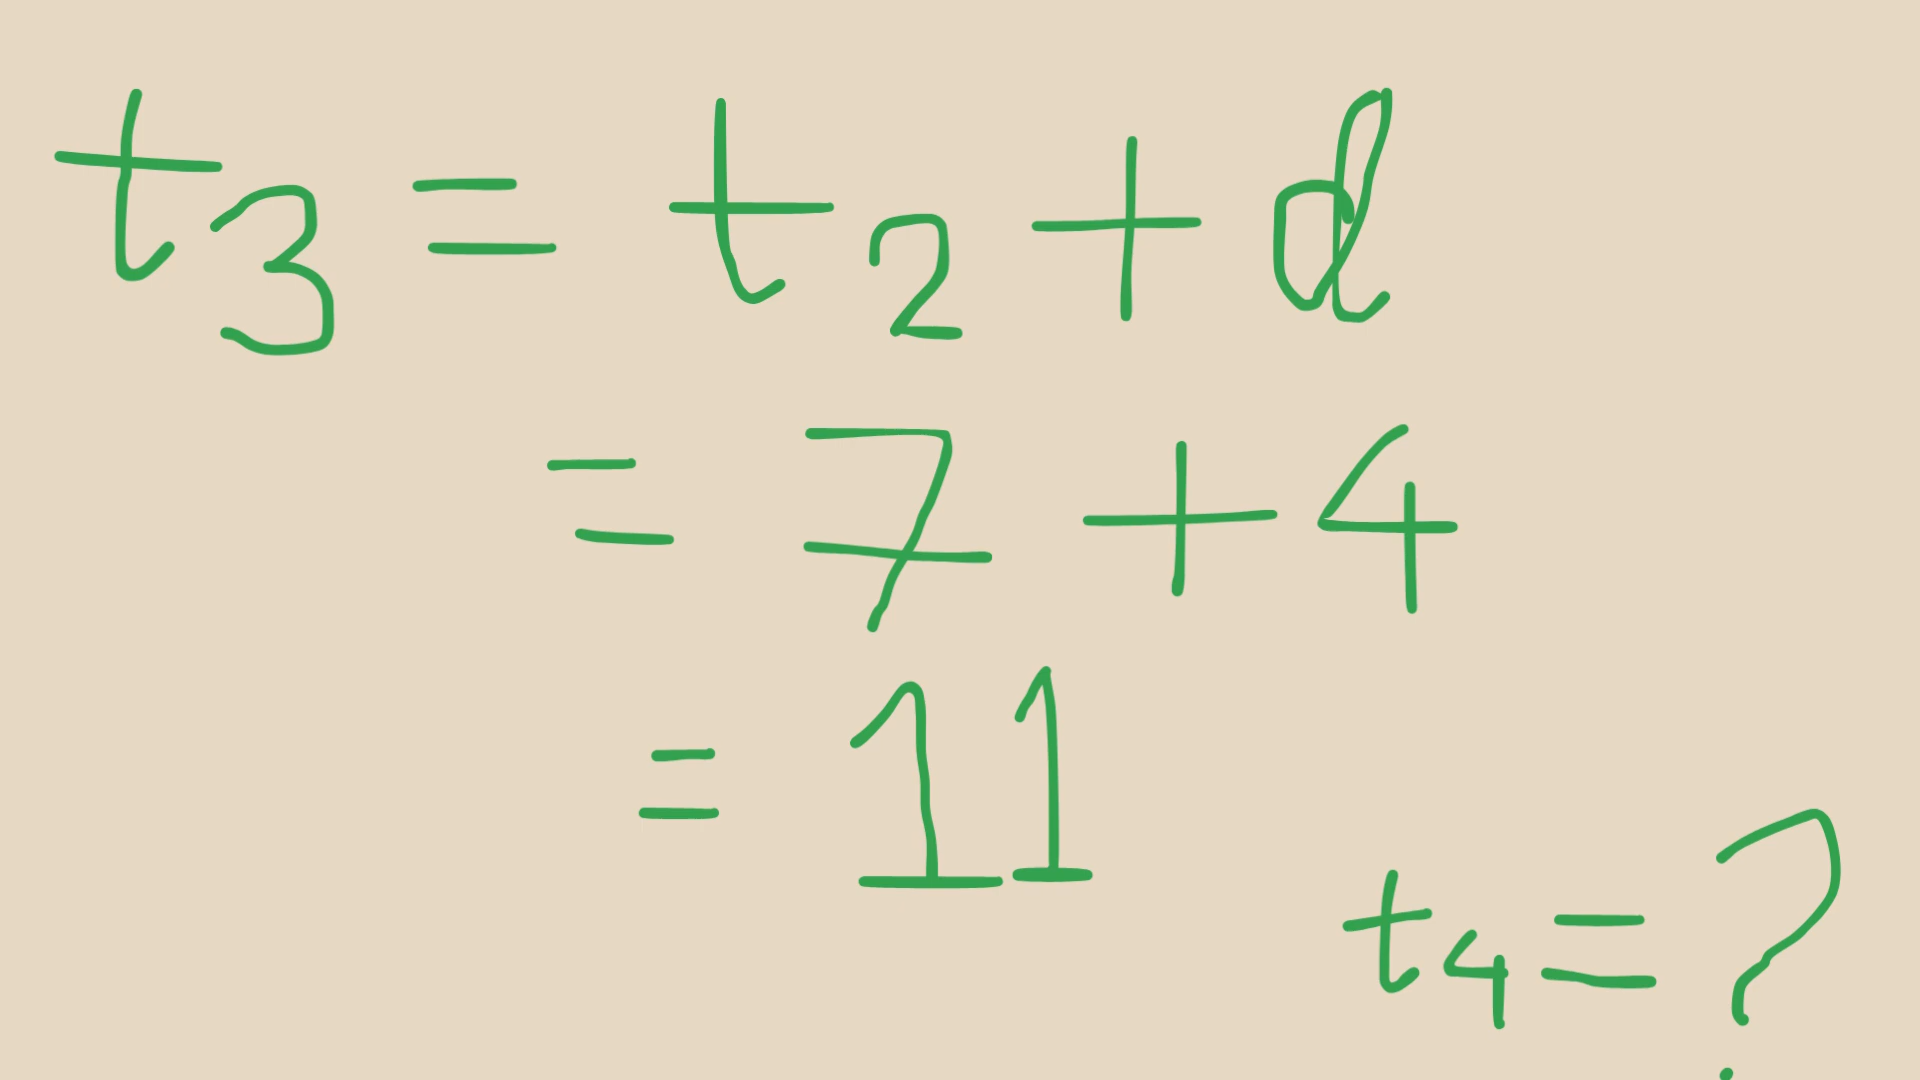 t₃ = t₂ + d
= 7 + 4
= 11
t₄ = ?